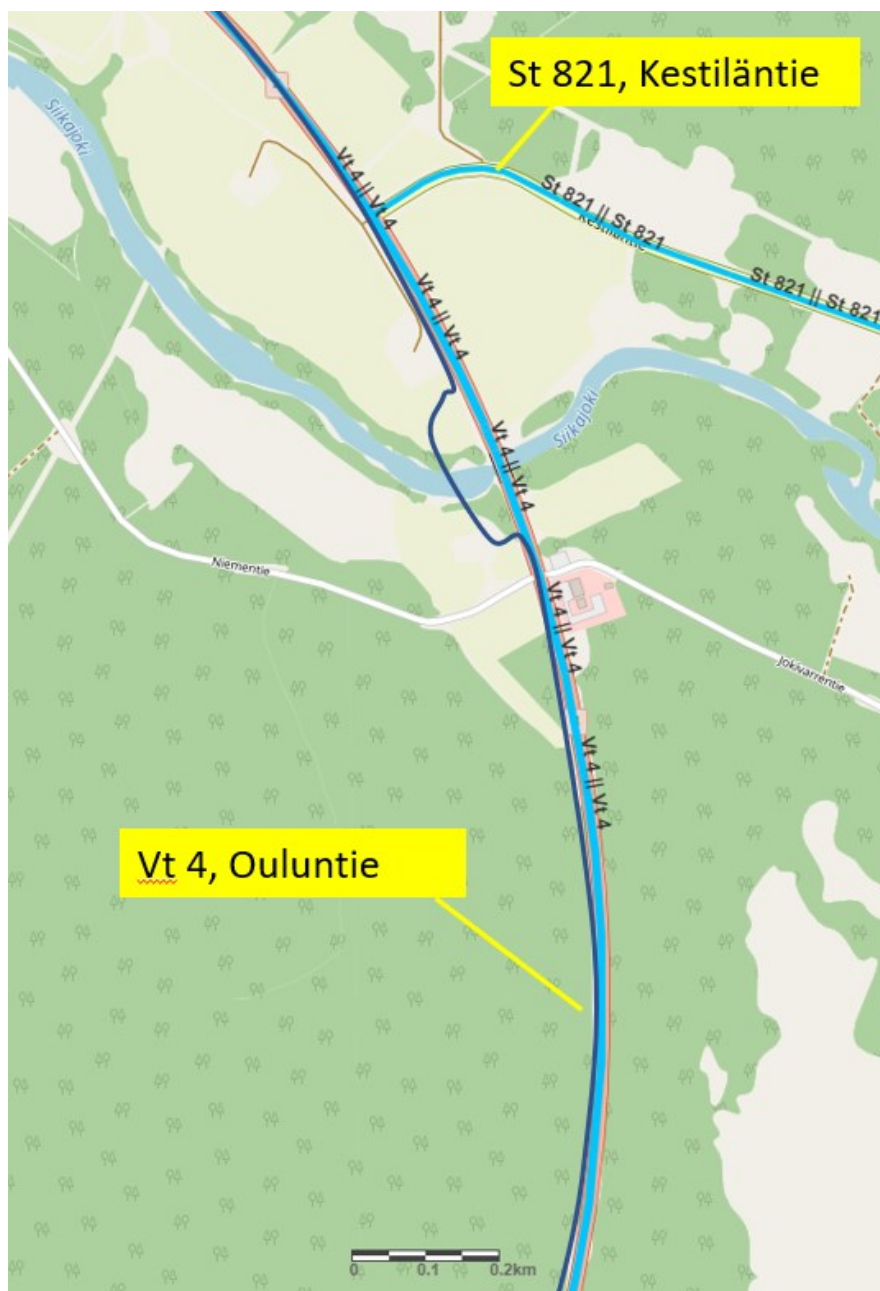 St 821, Kestiläntie
Siikajoki
Vt 4 || Vt 4
St 821 || St 821
Kestiläntie
St 821 || St 821
Vt 4 || Vt 4
Siikajoki
Vt 4 || Vt 4
Niementie
Vt 4 || Vt 4
Jokivarrentie
Vt 4 || Vt 4
Vt 4, Ouluntie
0 0.1 0.2km